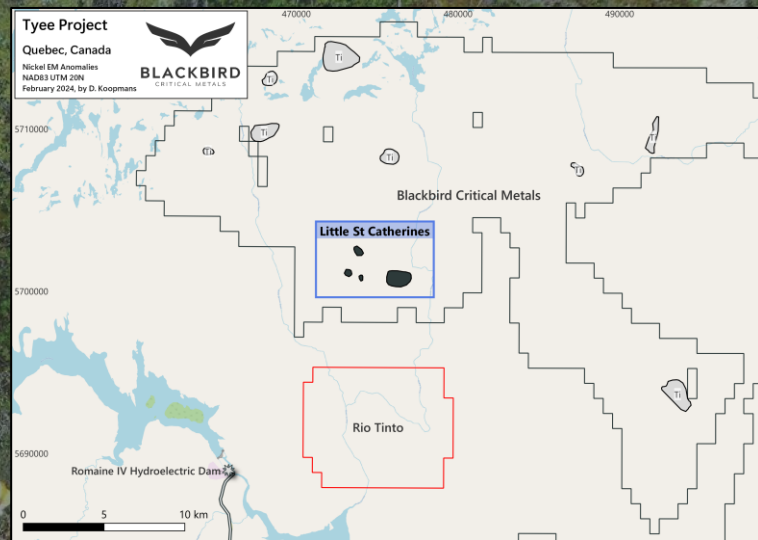 Tyee Project
Quebec, Canada
Nickel EM Anomalies
NAD83 UTM 20N
February 2024, by D. Koopmans
BLACKBIRD
CRITICAL METALS
470000
480000
490000
5710000
5700000
5690000
Ti
Ti
Ti
Ti
Ti
Ti
Ti
Ti
Blackbird Critical Metals
Little St Catherines
Rio Tinto
Romaine IV Hydroelectric Dam
0 5 10 km